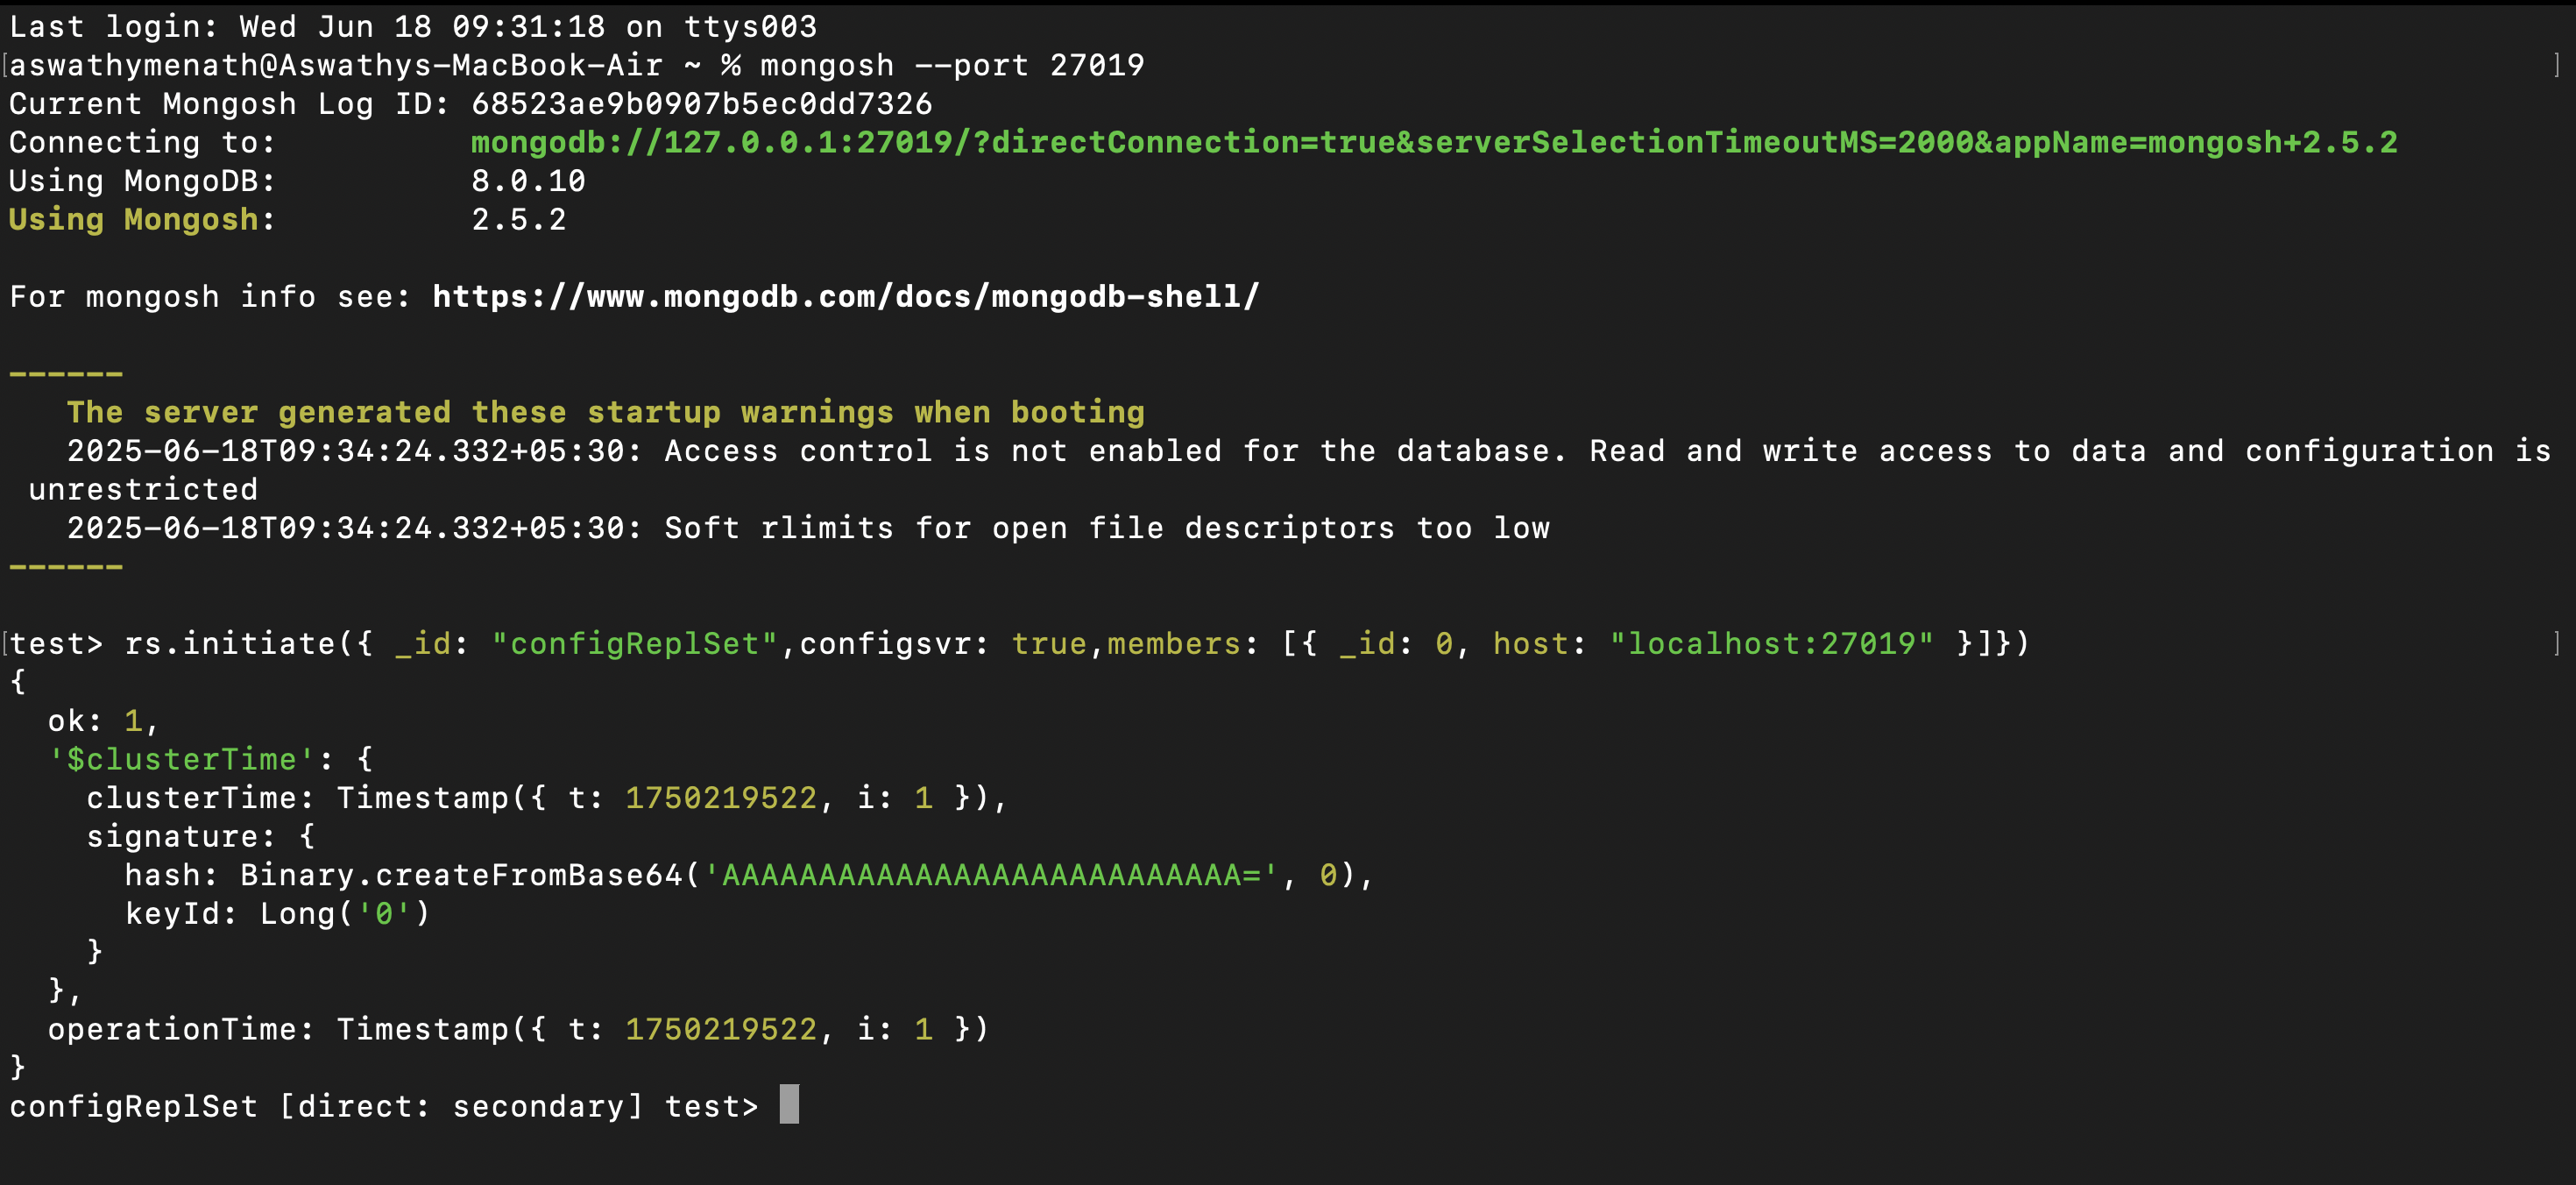 Last login: Wed Jun 18 09:31:18 on ttys003
[aswathymenath@Aswathys-MacBook-Air ~ % mongosh --port 27019 ]
Current Mongosh Log ID: 68523ae9b0907b5ec0dd7326
Connecting to:          mongodb://127.0.0.1:27019/?directConnection=true&serverSelectionTimeoutMS=2000&appName=mongosh+2.5.2
Using MongoDB:          8.0.10
Using Mongosh:          2.5.2

For mongosh info see: https://www.mongodb.com/docs/mongodb-shell/

------
   The server generated these startup warnings when booting
   2025-06-18T09:34:24.332+05:30: Access control is not enabled for the database. Read and write access to data and configuration is
 unrestricted
   2025-06-18T09:34:24.332+05:30: Soft rlimits for open file descriptors too low
------

[test> rs.initiate({ _id: "configReplSet",configsvr: true,members: [{ _id: 0, host: "localhost:27019" }]}) ]
{
  ok: 1,
  '$clusterTime': {
    clusterTime: Timestamp({ t: 1750219522, i: 1 }),
    signature: {
      hash: Binary.createFromBase64('AAAAAAAAAAAAAAAAAAAAAAAAAAA=', 0),
      keyId: Long('0')
    }
  },
  operationTime: Timestamp({ t: 1750219522, i: 1 })
}
configReplSet [direct: secondary] test>